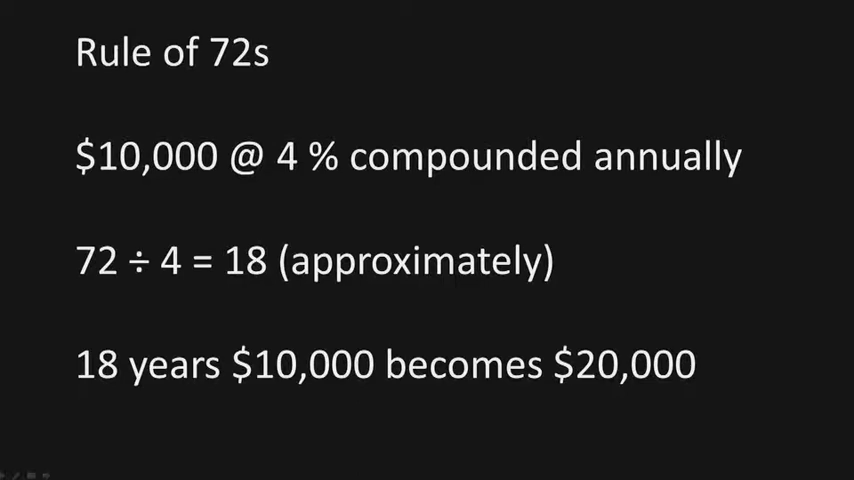 Rule of 72s
$10,000 @ 4 % compounded annually
72 ÷ 4 = 18 (approximately)
18 years $10,000 becomes $20,000